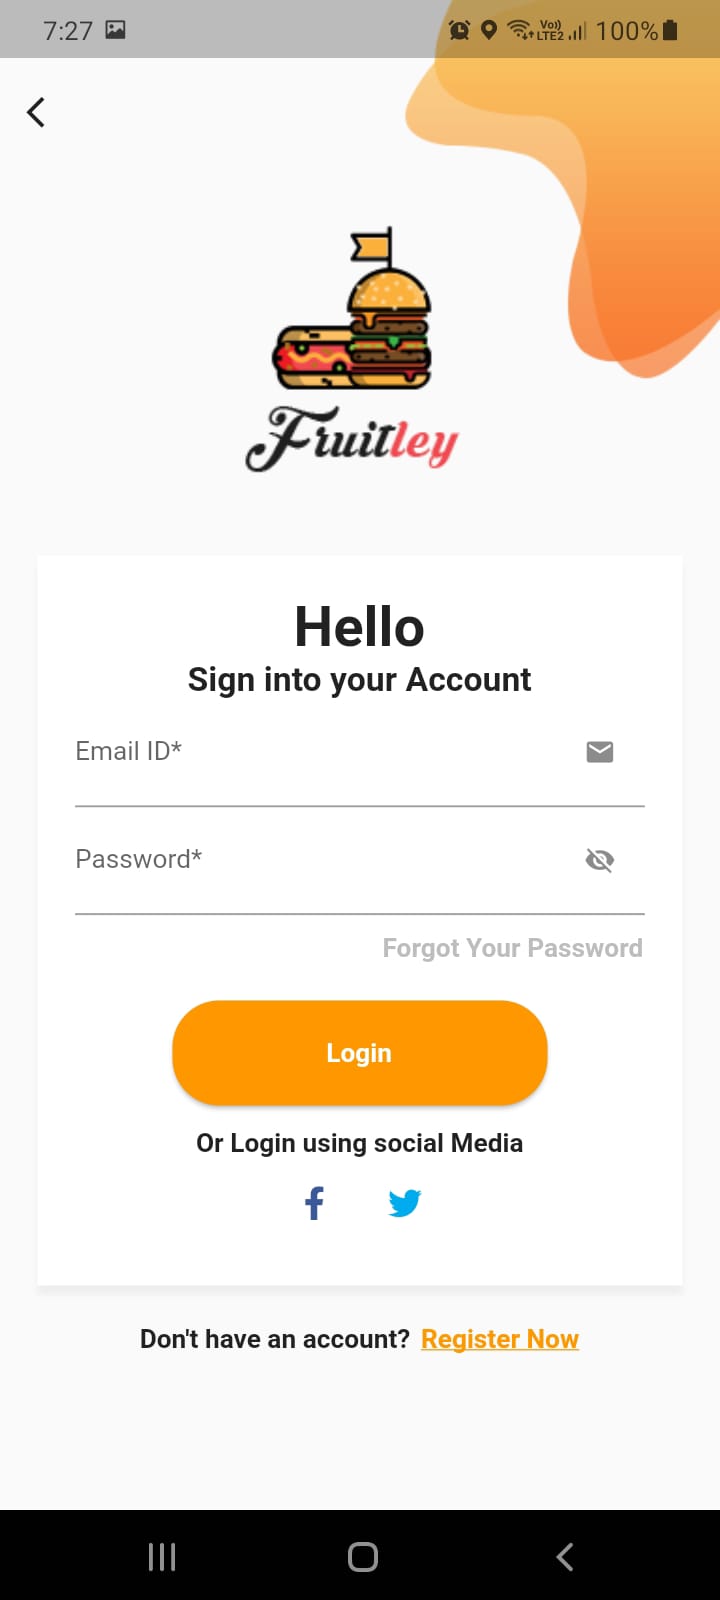 7:27 Vo)) LTE2 100%
Fruitley
Hello
Sign into your Account
Email ID*
Password*
Forgot Your Password
Login
Or Login using social Media
Don't have an account? Register Now